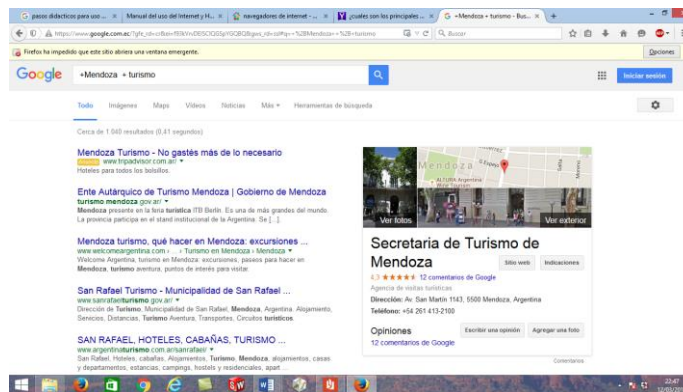 pasos didacticos para uso ...
Manual del uso del Internet y H...
navegadores de internet - ...
¿cuales son los principales ...
+Mendoza + turismo - Bus...
Buscar
Firefox ha impedido que este sitio abriera una ventana emergente.
Opciones
Google
+Mendoza + turismo
Iniciar sesión
Todo Imágenes Maps Vídeos Noticias Más Herramientas de búsqueda
Cerca de 1 040 resultados (0,41 segundos)
Mendoza Turismo - No gastés más de lo necesario
www.tripadvisor.com.ar/
Hoteles para todos los bolsillos.
Ente Autárquico de Turismo Mendoza | Gobierno de Mendoza
turismo.mendoza.gov.ar/
Mendoza presente en la feria turística ITB Berlin. Es una de más grandes del mundo.
La provincia participa en el stand institucional de la Argentina. Se [...].
Mendoza turismo, qué hacer en Mendoza: excursiones ...
www.welcomeargentina.com › ... › Turismo en Mendoza › Mendoza
Welcome Argentina, turismo en Mendoza: excursiones, paseos para hacer en
Mendoza, turismo aventura, puntos de interés para visitar.
San Rafael Turismo - Municipalidad de San Rafael ...
www.sanrafaelturismo.gov.ar/
Dirección de Turismo, Municipalidad de San Rafael, Mendoza, Argentina. Alojamiento,
Servicios, Distancias, Turismo Aventura, Transportes, Circuitos turísticos.
SAN RAFAEL, HOTELES, CABAÑAS, TURISMO ...
www.argentinaturismo.com.ar/sanrafael/
San Rafael, Hoteles, cabañas, Alojamientos, Turismo, Mendoza, alojamientos, casas
y departamentos, estancias, campings, hostels y residenciales, apart ...
Mendoza
ALTURA Argentina
Wine Tourism
Ver fotos
Ver exterior
Secretaria de Turismo de
Mendoza
Sitio web
Indicaciones
4,3 12 comentarios de Google
Agencia de visitas turísticas
Dirección: Av. San Martín 1143, 5500 Mendoza, Argentina
Teléfono: +54 261 413-2100
Opiniones
Escribir una opinión
Agregar una foto
12 comentarios de Google
Comentarios
22:47